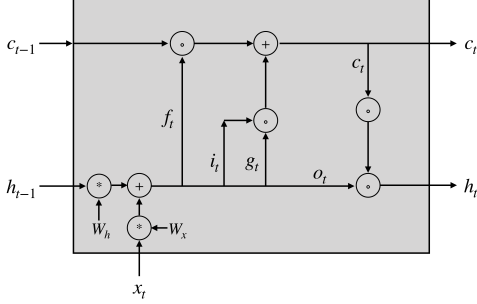 c_{t-1} ∘ + c_t
c_t
f_t ∘ ∘
i_t g_t
h_{t-1} * + o_t ∘ h_t
W_h * W_x
x_t